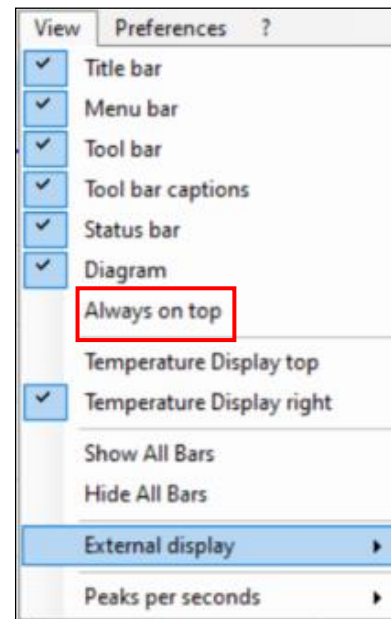 View Preferences ?
Title bar
Menu bar
Tool bar
Tool bar captions
Status bar
Diagram
Always on top
Temperature Display top
Temperature Display right
Show All Bars
Hide All Bars
External display
Peaks per seconds